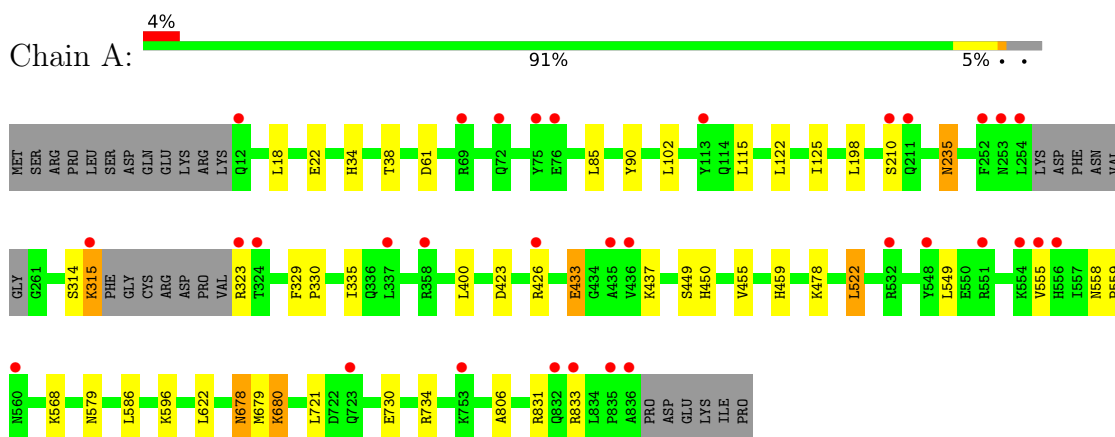 4%
Chain A:
91% 5% • •
MET SER ARG PRO LEU SER ASP GLN GLU LYS ARG LYS Q12 L18 E22 H34 T38 D61 R69 Q72 Y75 E76 L85 Y90 L102 Y113 Q114 L115 L122 I125 L198 S210 Q211 N235 F252 N253 L254 LYS ASP PHE ASN VAL
GLY G261 S314 K315 PHE GLY CYS ARG ASP PRO VAL R323 T324 F329 P330 I335 Q336 L337 R358 L400 D423 R426 E433 G434 A435 V436 K437 S449 H450 V455 H459 K478 L522 R532 Y548 L549 E550 R551 K554 V555 H556 I557 N558 P559
N560 K568 N579 L586 K596 L622 N678 M679 K680 L721 D722 Q723 E730 R734 K753 A806 R831 Q832 R833 L834 P835 A836 PRO ASP GLU LYS ILE PRO